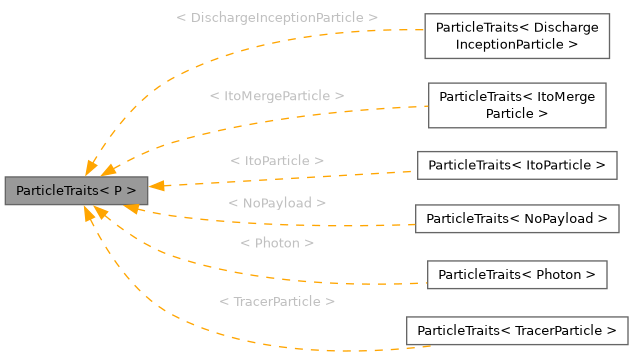 < DischargeInceptionParticle >
ParticleTraits< Discharge
InceptionParticle >
< ItoMergeParticle >
ParticleTraits< ItoMerge
Particle >
< ItoParticle >
ParticleTraits< ItoParticle >
ParticleTraits< P >
< NoPayload >
ParticleTraits< NoPayload >
< Photon >
ParticleTraits< Photon >
< TracerParticle >
ParticleTraits< TracerParticle >